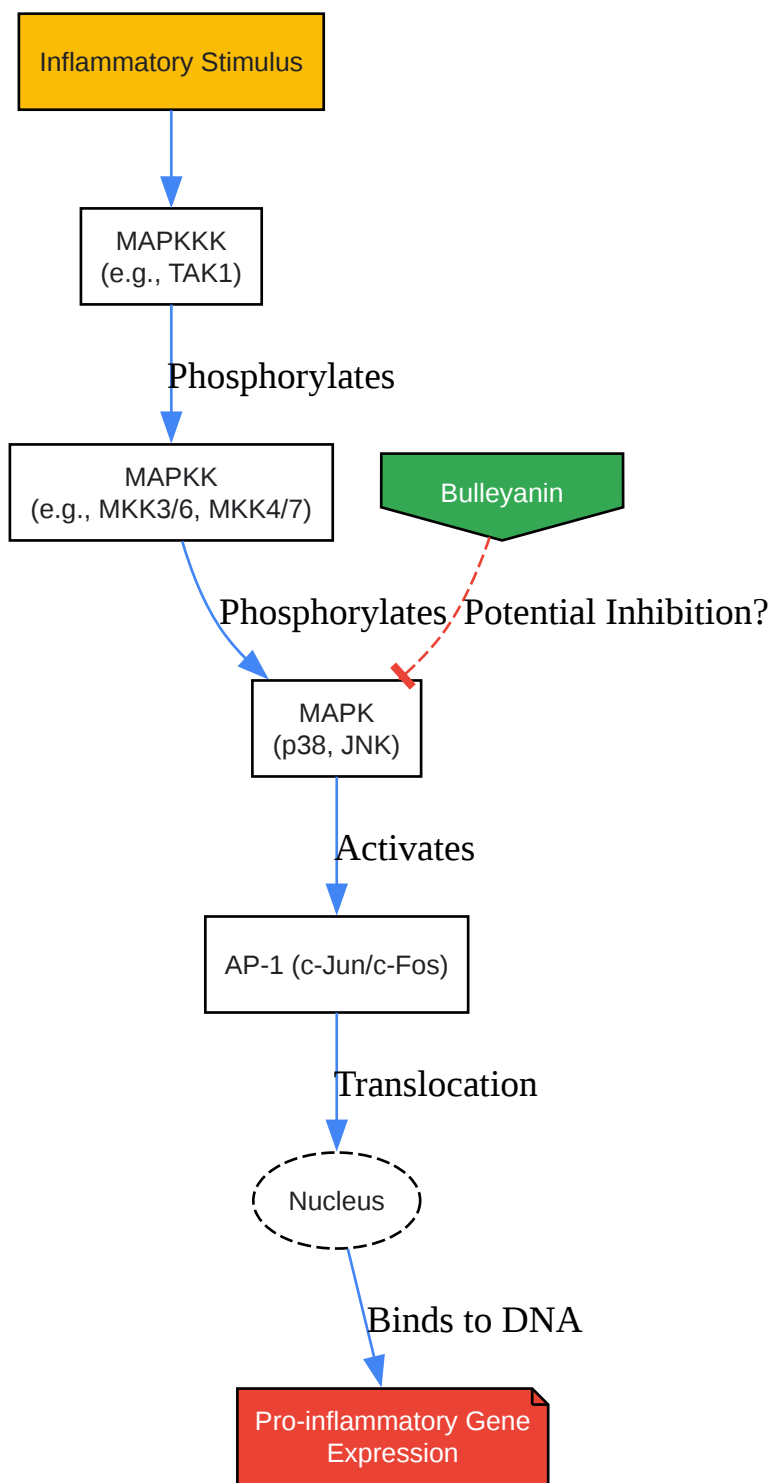 Inflammatory Stimulus
MAPKKK
(e.g., TAK1)
Phosphorylates
MAPKK
(e.g., MKK3/6, MKK4/7)
Bulleyanin
Phosphorylates
Potential Inhibition?
MAPK
(p38, JNK)
Activates
AP-1 (c-Jun/c-Fos)
Translocation
Nucleus
Binds to DNA
Pro-inflammatory Gene
Expression